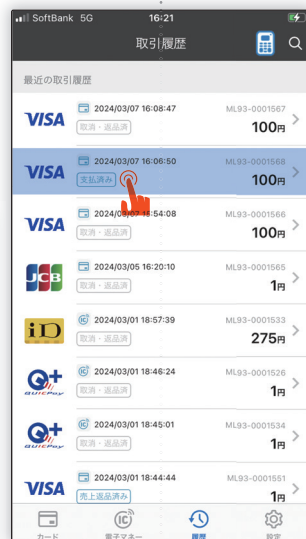 SoftBank 5G 16:21
取引履歴
最近の取引履歴
VISA 2024/03/07 16:08:47 ML93-0001567
取消・返品済 100円
VISA 2024/03/07 16:06:50 ML93-0001568
支払済み 100円
VISA 2024/03/07 15:54:08 ML93-0001566
取消・返品済 100円
JCB 2024/03/05 16:20:10 ML93-0001565
取消・返品済 1円
iD 2024/03/01 18:57:39 ML93-0001533
取消・返品済 275円
QUICPay 2024/03/01 18:46:24 ML93-0001526
取消・返品済 1円
QUICPay 2024/03/01 18:45:01 ML93-0001534
取消・返品済 1円
VISA 2024/03/01 18:44:44 ML93-0001551
売上返品済み 1円
カード 電子マネー 履歴 設定